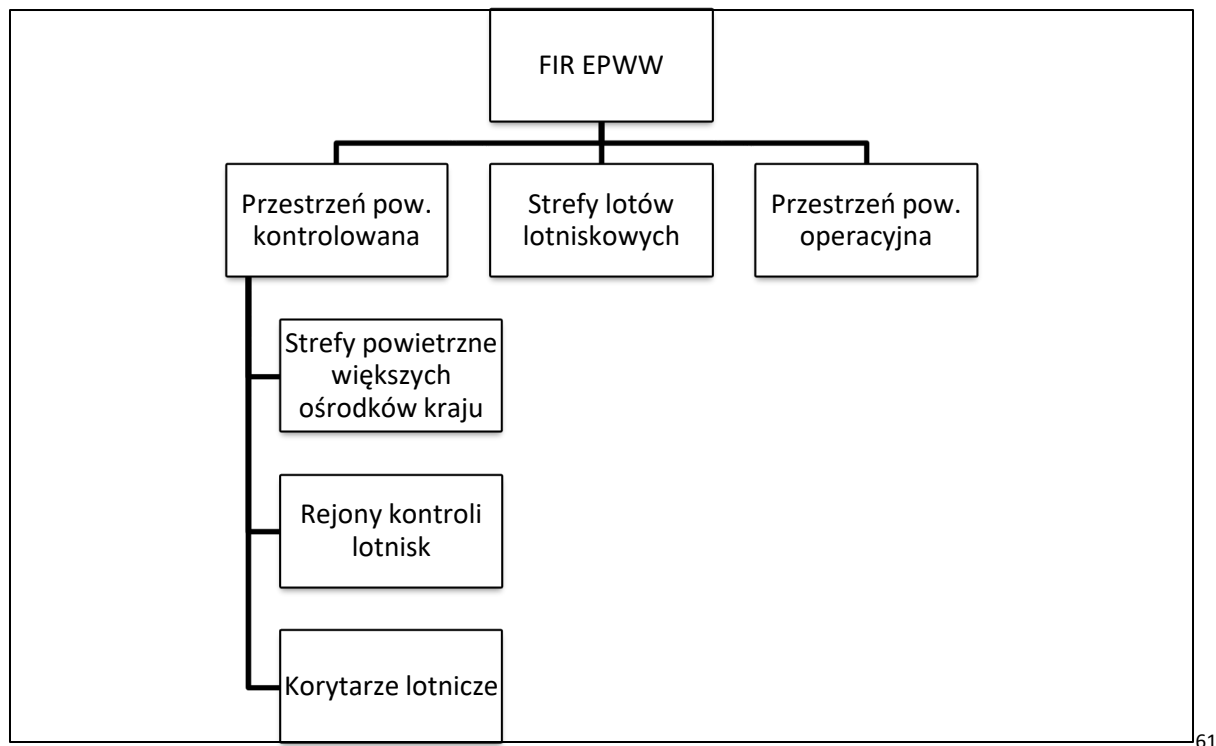 FIR EPWW
Przestrzeń pow.
kontrolowana
Strefy lotów
lotniskowych
Przestrzeń pow.
operacyjna
Strefy powietrzne
większych
ośrodków kraju
Rejony kontroli
lotnisk
Korytarze lotnicze
61